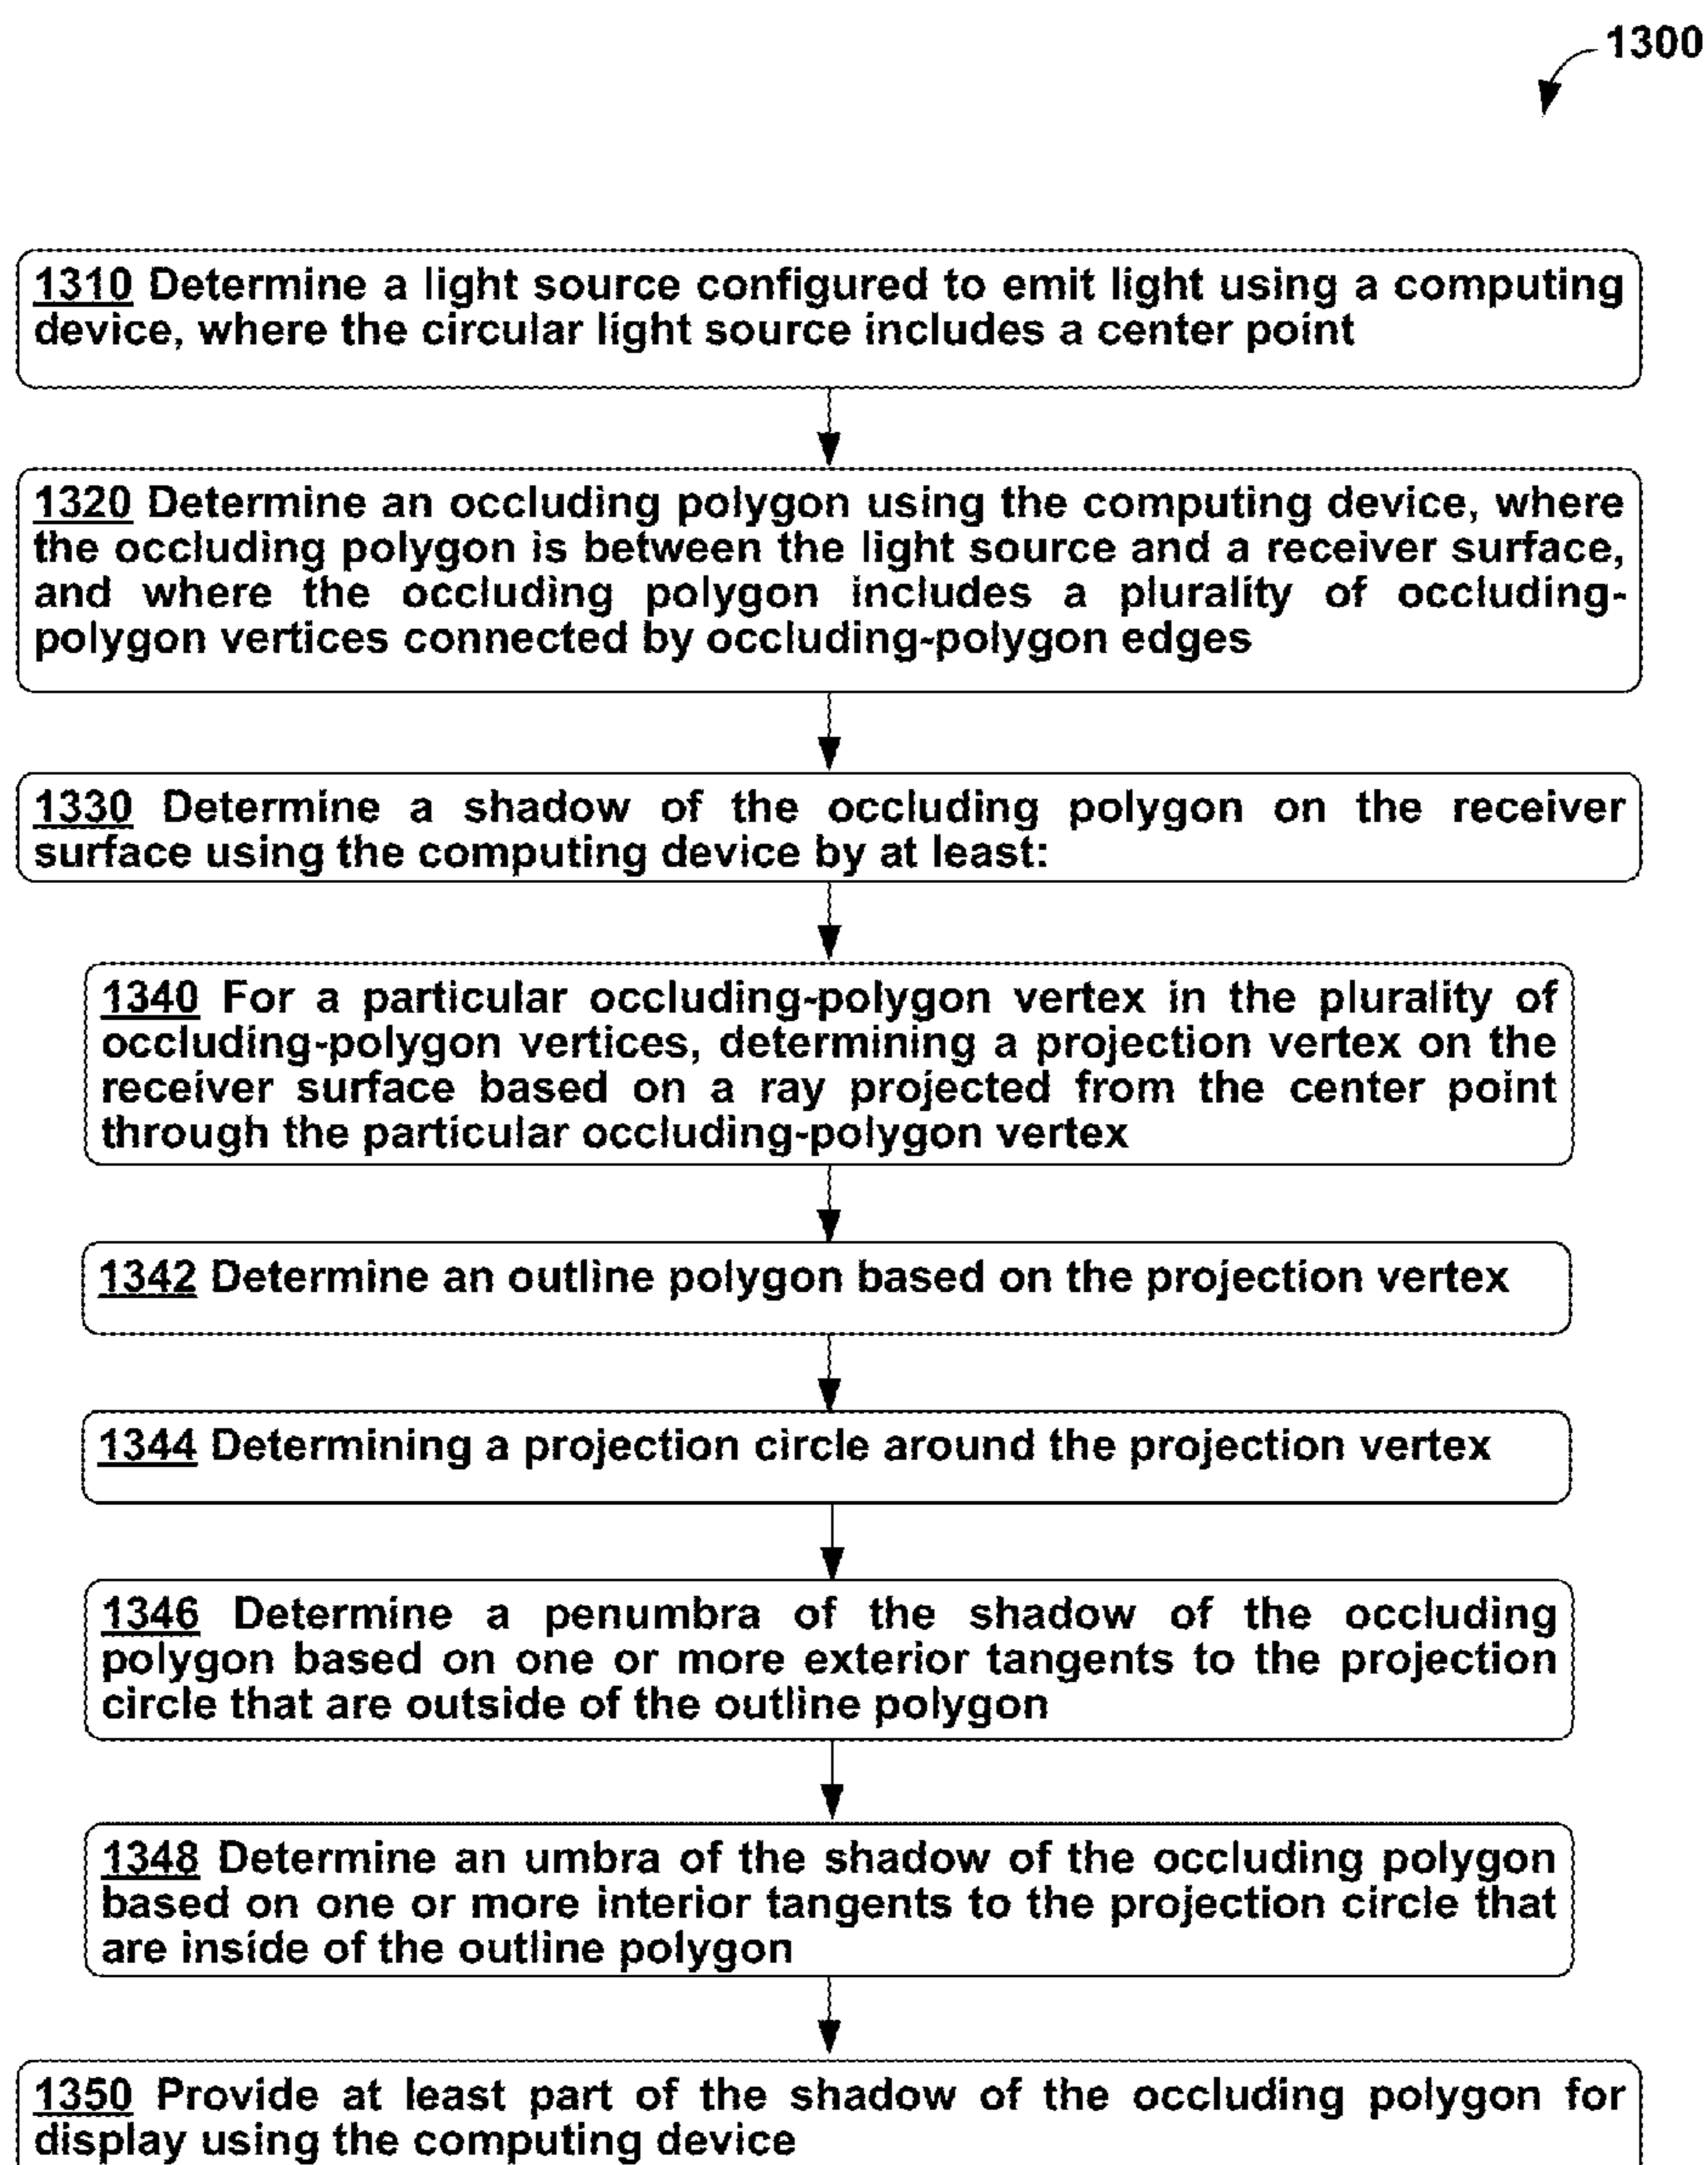 1300
1310 Determine a light source configured to emit light using a computing
device, where the circular light source includes a center point
1320 Determine an occluding polygon using the computing device, where
the occluding polygon is between the light source and a receiver surface,
and where the occluding polygon includes a plurality of occluding-
polygon vertices connected by occluding-polygon edges
1330 Determine a shadow of the occluding polygon on the receiver
surface using the computing device by at least:
1340 For a particular occluding-polygon vertex in the plurality of
occluding-polygon vertices, determining a projection vertex on the
receiver surface based on a ray projected from the center point
through the particular occluding-polygon vertex
1342 Determine an outline polygon based on the projection vertex
1344 Determining a projection circle around the projection vertex
1346 Determine a penumbra of the shadow of the occluding
polygon based on one or more exterior tangents to the projection
circle that are outside of the outline polygon
1348 Determine an umbra of the shadow of the occluding polygon
based on one or more interior tangents to the projection circle that
are inside of the outline polygon
1350 Provide at least part of the shadow of the occluding polygon for
display using the computing device